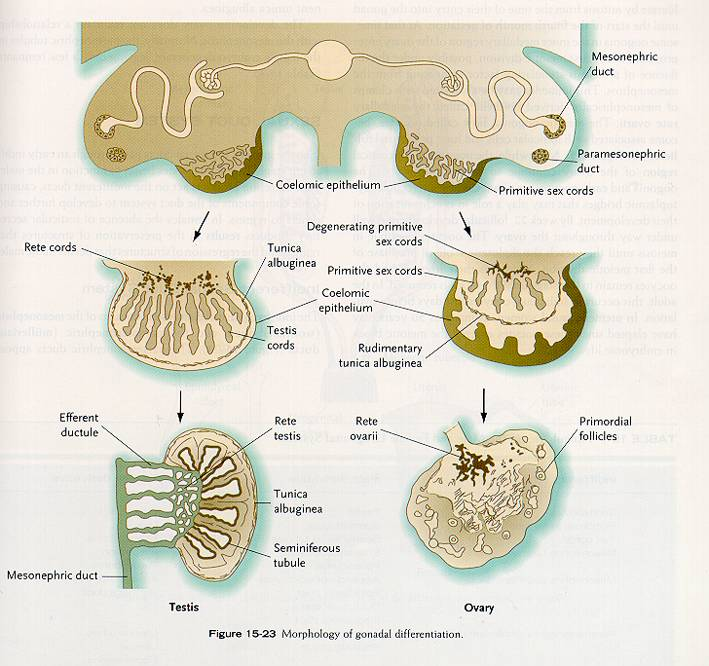 Mesonephric
duct
Paramesonephric
duct
Coelomic epithelium
Primitive sex cords
Degenerating primitive
sex cords
Rete cords
Tunica
albuginea
Primitive sex cords
Coelomic
epithelium
Testis
cords
Rudimentary
tunica albuginea
Efferent
ductule
Rete
testis
Rete
ovarii
Primordial
follicles
Tunica
albuginea
Seminiferous
tubule
Mesonephric duct
Testis
Ovary
Figure 15-23 Morphology of gonadal differentiation.